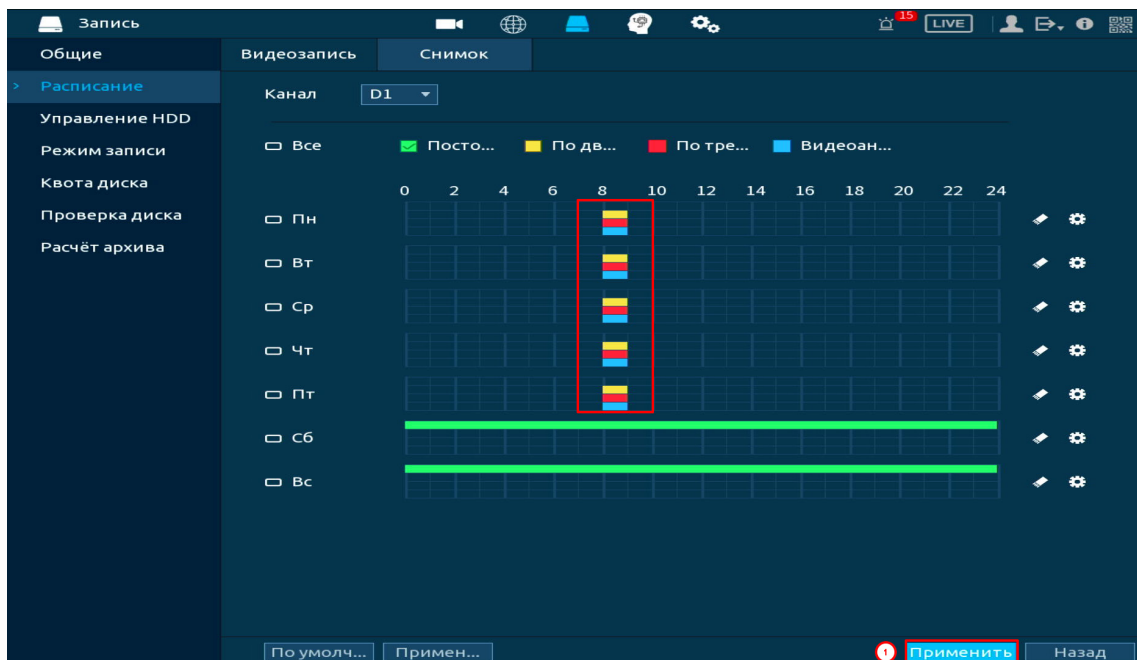 Запись 15 LIVE
Общие Видеозапись Снимок
Расписание Канал D1
Управление HDD
Режим записи Все Посто... По дв... По тре... Видеоан...
Квота диска 0 2 4 6 8 10 12 14 16 18 20 22 24
Проверка диска Пн
Расчёт архива
Вт
Ср
Чт
Пт
Сб
Вс
По умолч... Примен... 1 Применить Назад